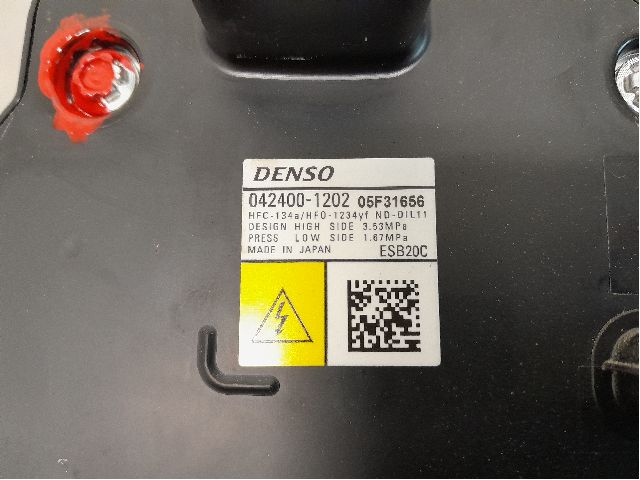 DENSO
042400-1202 05F31656
HFC-134a/HFO-1234yf ND-OIL11
DESIGN HIGH SIDE 3.53MPa
PRESS LOW SIDE 1.67MPa
MADE IN JAPAN ESB20C